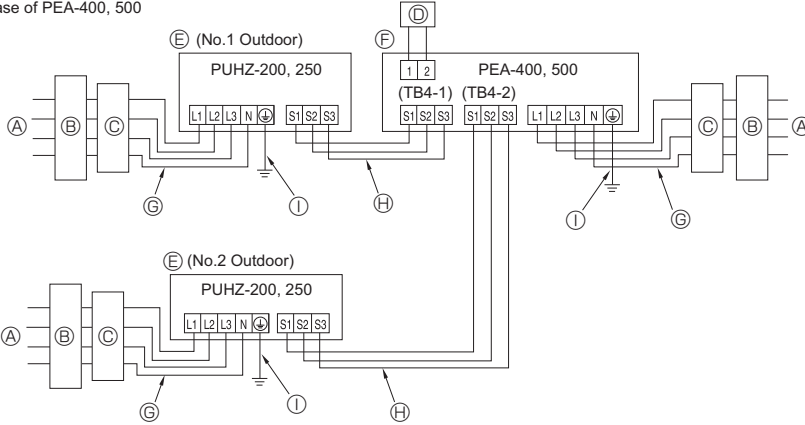 ase of PEA-400, 500
Ⓓ
Ⓔ (No.1 Outdoor)
Ⓕ
PUHZ-200, 250
1 2
PEA-400, 500
(TB4-1) (TB4-2)
L1 L2 L3 N S1 S2 S3
S1 S2 S3 S1 S2 S3 L1 L2 L3 N
Ⓐ Ⓑ Ⓒ
Ⓒ Ⓑ Ⓐ
Ⓖ Ⓘ Ⓗ Ⓘ Ⓖ
Ⓔ (No.2 Outdoor)
PUHZ-200, 250
L1 L2 L3 N S1 S2 S3
Ⓐ Ⓑ Ⓒ
Ⓖ Ⓘ Ⓗ